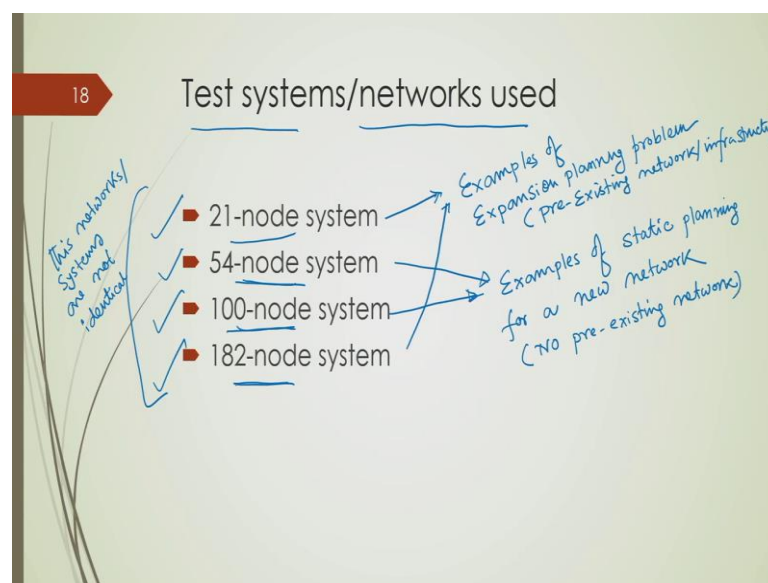 18
Test systems/networks used
21-node system
54-node system
100-node system
182-node system
This networks/
systems
are not
identical
Examples of
Expansion planning problem
(pre-Existing network/infrastructu
Examples of static planning
for a new network
(No pre-existing network)